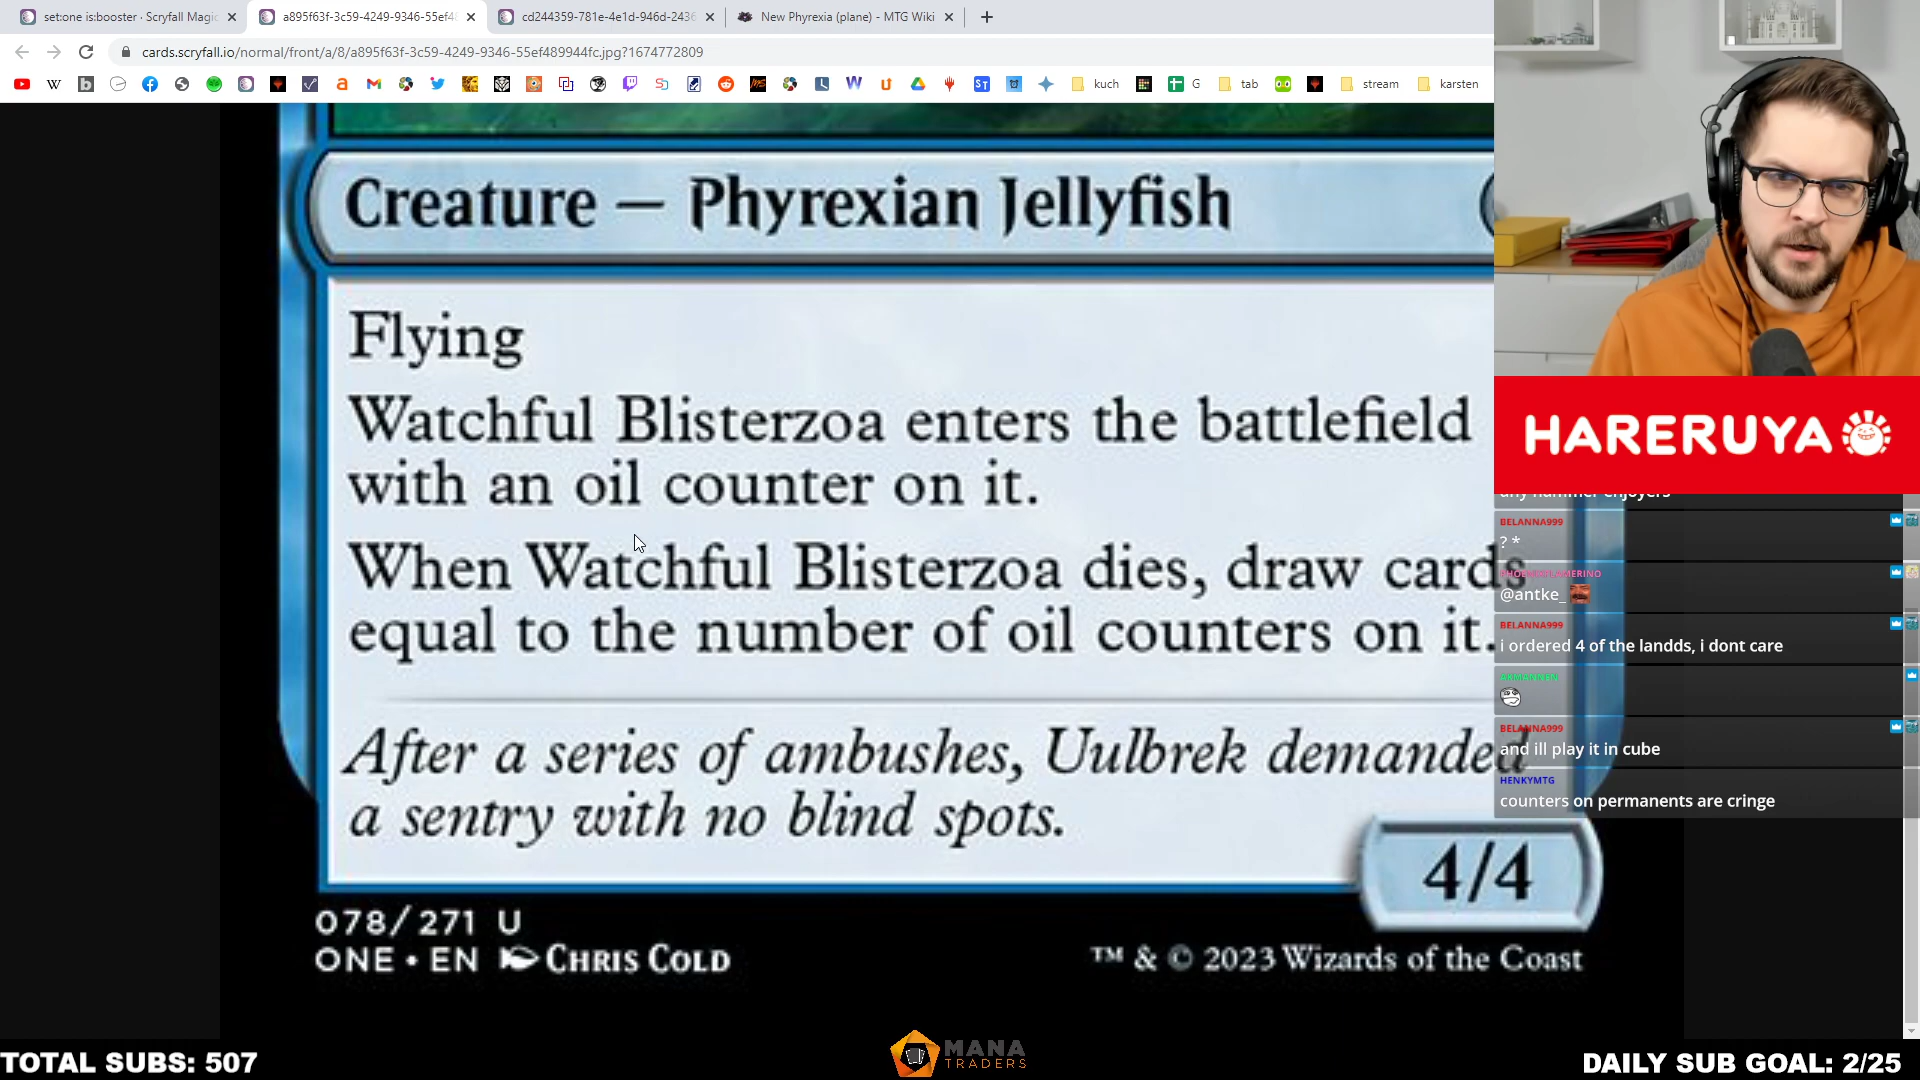 set:one is:booster · Scryfall Magic
a895f63f-3c59-4249-9346-55ef48
cd244359-781e-4e1d-946d-2436
New Phyrexia (plane) - MTG Wiki
cards.scryfall.io/normal/front/a/8/a895f63f-3c59-4249-9346-55ef489944fc.jpg?1674772809
kuch
G
tab
stream
karsten
Creature — Phyrexian Jellyfish
Flying
Watchful Blisterzoa enters the battlefield
with an oil counter on it.
When Watchful Blisterzoa dies, draw cards
equal to the number of oil counters on it.
After a series of ambushes, Uulbrek demanded
a sentry with no blind spots.
4/4
078/271 U
ONE • EN CHRIS COLD
™ & © 2023 Wizards of the Coast
HARERUYA
any hammer enjoyers
BELANNA999
? *
@antke_
BELANNA999
i ordered 4 of the landds, i dont care
BELANNA999
and ill play it in cube
HENKYMTG
counters on permanents are cringe
TOTAL SUBS: 507
MANA
TRADERS
DAILY SUB GOAL: 2/25